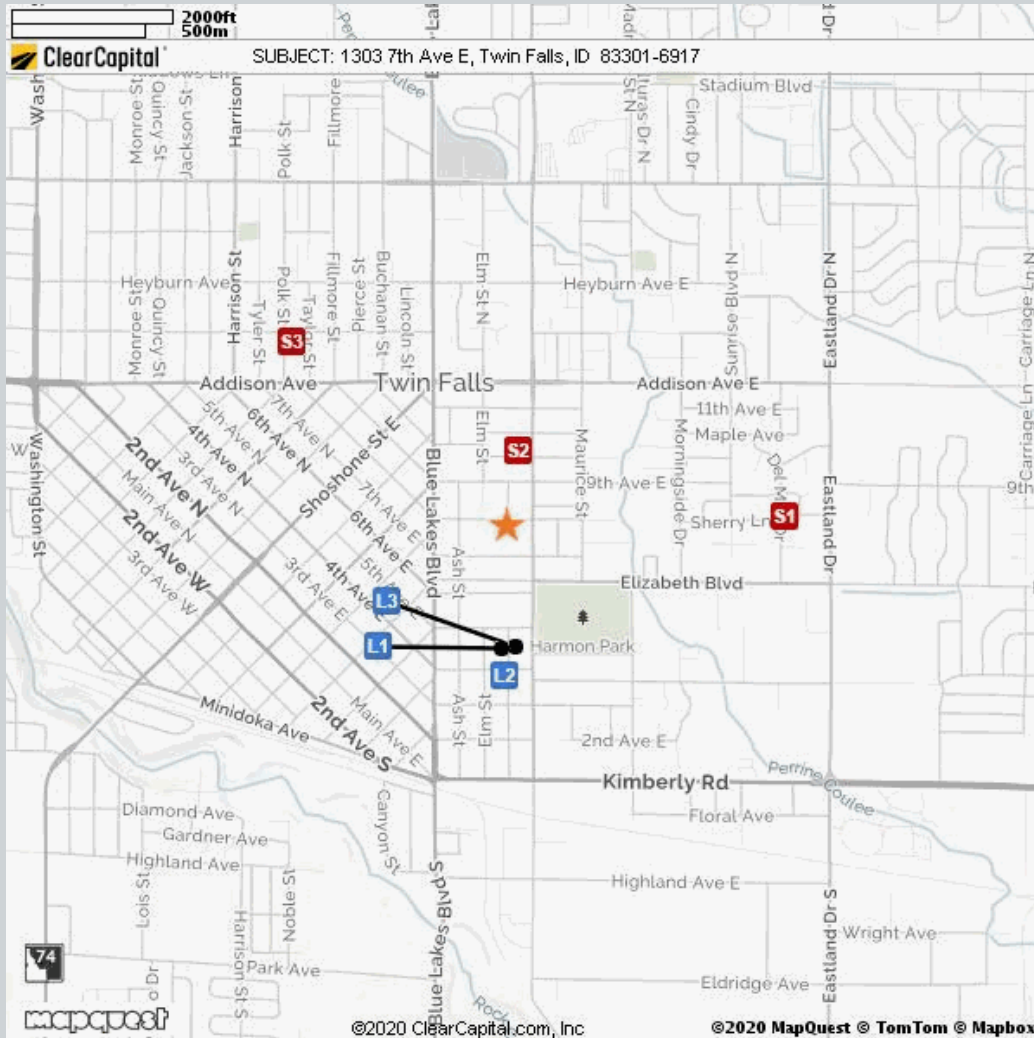 2000ft
500m
ClearCapital
SUBJECT: 1303 7th Ave E, Twin Falls, ID 83301-6917
Wash
Monroe St
Quincy St
Jackson St
Harrison
Polk St
Fillmore
Stadium Blvd
Cindy Dr
Heyburn Ave
Harrison St
Monroe St
Quincy St
Tyler St
Polk St
Taylor St
Fillmore St
Pierce St
Buchanan St
Lincoln St
Elm St N
Heyburn Ave E
Sunrise Blvd N
Eastland Dr N
Carriage Ln N
S3
Addison Ave
Twin Falls
Addison Ave E
11th Ave E
Maple Ave
Washington St
W
5th Ave N
6th Ave N
7th Ave N
4th Ave N
3rd Ave N
2nd Ave N
Main Ave N
2nd Ave W
3rd Ave W
Shoshone St E
Elm St
S2
Maurice St
9th Ave E
Morningside Dr
Sherry Ln
S1
Eastland Dr
Carriage Ln
9th
Blue Lakes Blvd
7th Ave E
6th Ave E
5th
4th Ave
3rd Ave E
Ash St
Elizabeth Blvd
L3
L1
L2
Harmon Park
Ash St
Elm St
Main Ave E
2nd Ave S
Minidoka Ave
2nd Ave E
Kimberly Rd
Perrine Coulee
Floral Ave
Diamond Ave
Gardner Ave
Highland Ave
Canyon St
Highland Ave E
Blue Lakes Blvd S
Lois St
Noble St
Harrison St S
Eastland Dr S
Wright Ave
74
Park Ave
Eldridge Ave
o Dr
Rock
mapquest
©2020 ClearCapital.com, Inc
©2020 MapQuest © TomTom © Mapbox